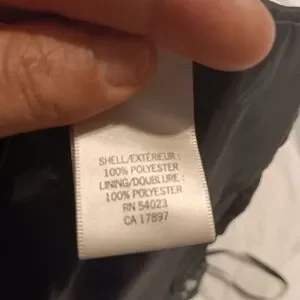 SHELL/EXTÉRIEUR :
100% POLYESTER
LINING/DOUBLURE :
100% POLYESTER
RN 54023
CA 17897